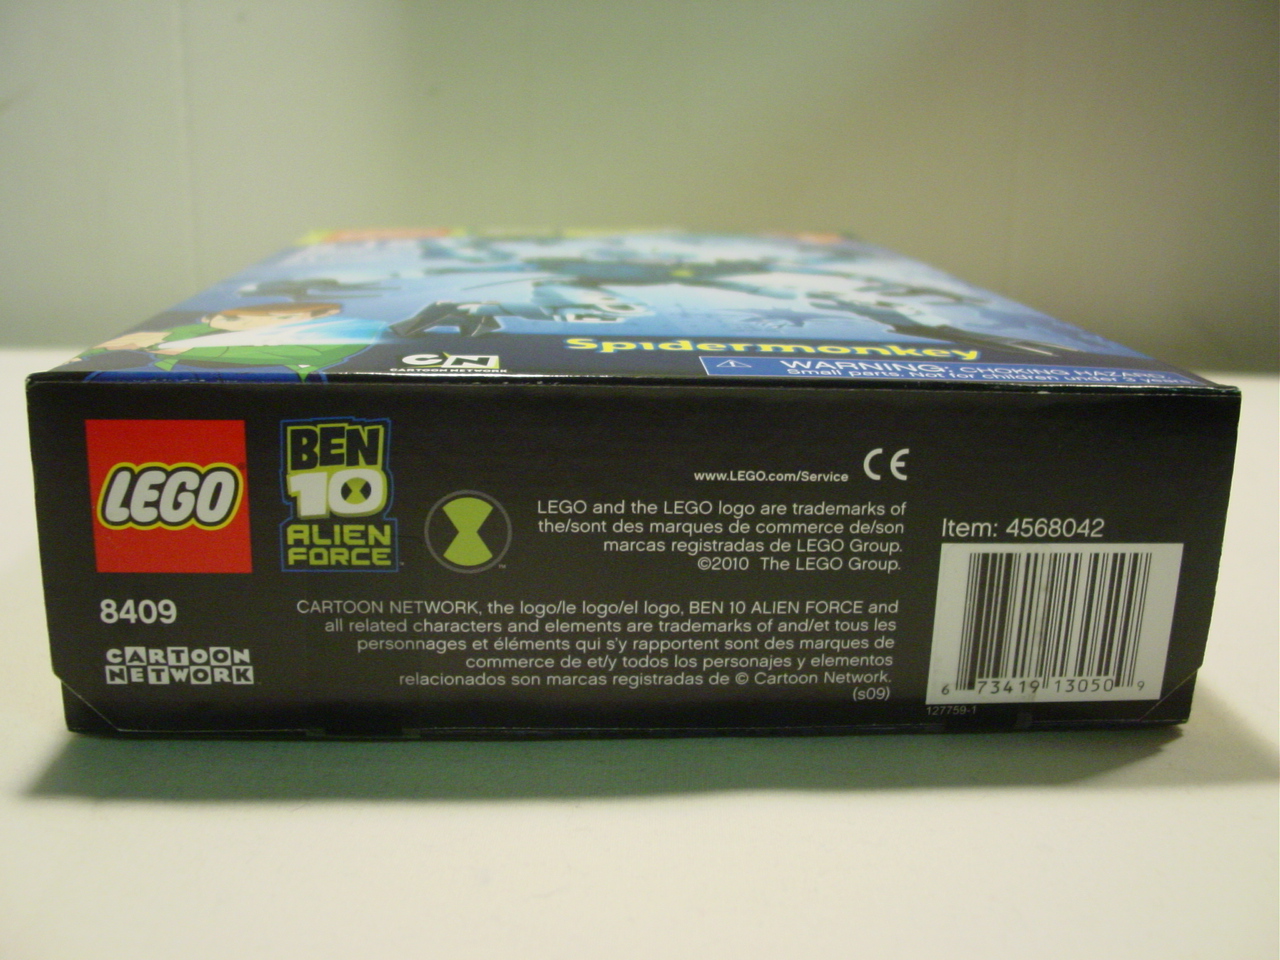 Spidermonkey
CN
CARTOON NETWORK
WARNING: CHOKING HAZARD
Small parts. Not for children under 3 years
LEGO
BEN
10
ALIEN
FORCE
™
8409
CARTOON
NETWORK
www.LEGO.com/Service CE
LEGO and the LEGO logo are trademarks of
the/sont des marques de commerce de/son
marcas registradas de LEGO Group.
©2010 The LEGO Group.
CARTOON NETWORK, the logo/le logo/el logo, BEN 10 ALIEN FORCE and
all related characters and elements are trademarks of and/et tous les
personnages et éléments qui s'y rapportent sont des marques de
commerce de et/y todos los personajes y elementos
relacionados son marcas registradas de © Cartoon Network.
(s09)
Item: 4568042
6 73419 13050 9
127759-1